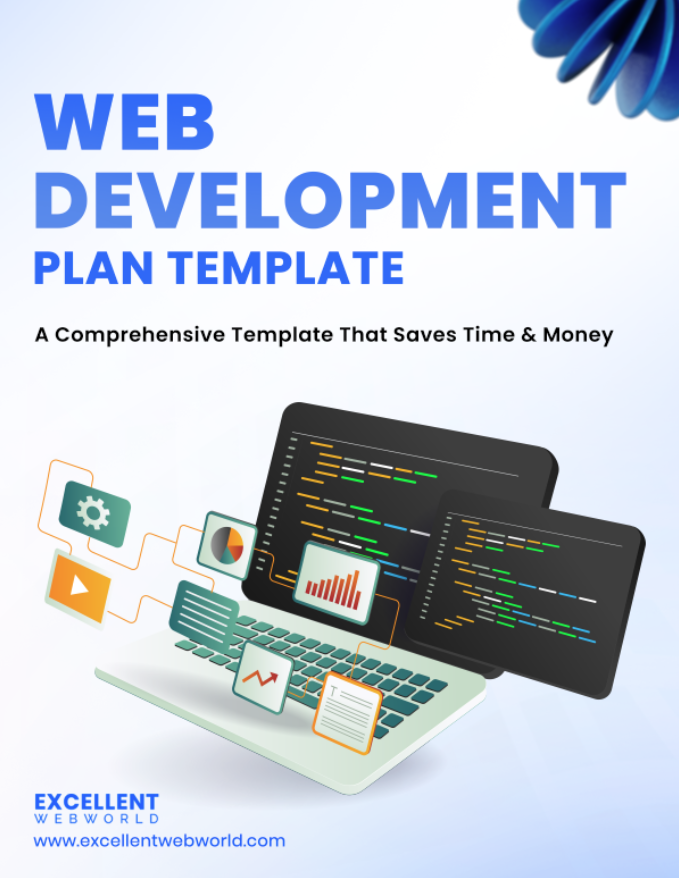 WEB
DEVELOPMENT
PLAN TEMPLATE
A Comprehensive Template That Saves Time & Money
T
EXCELLENT
WEBWORLD
www.excellentwebworld.com